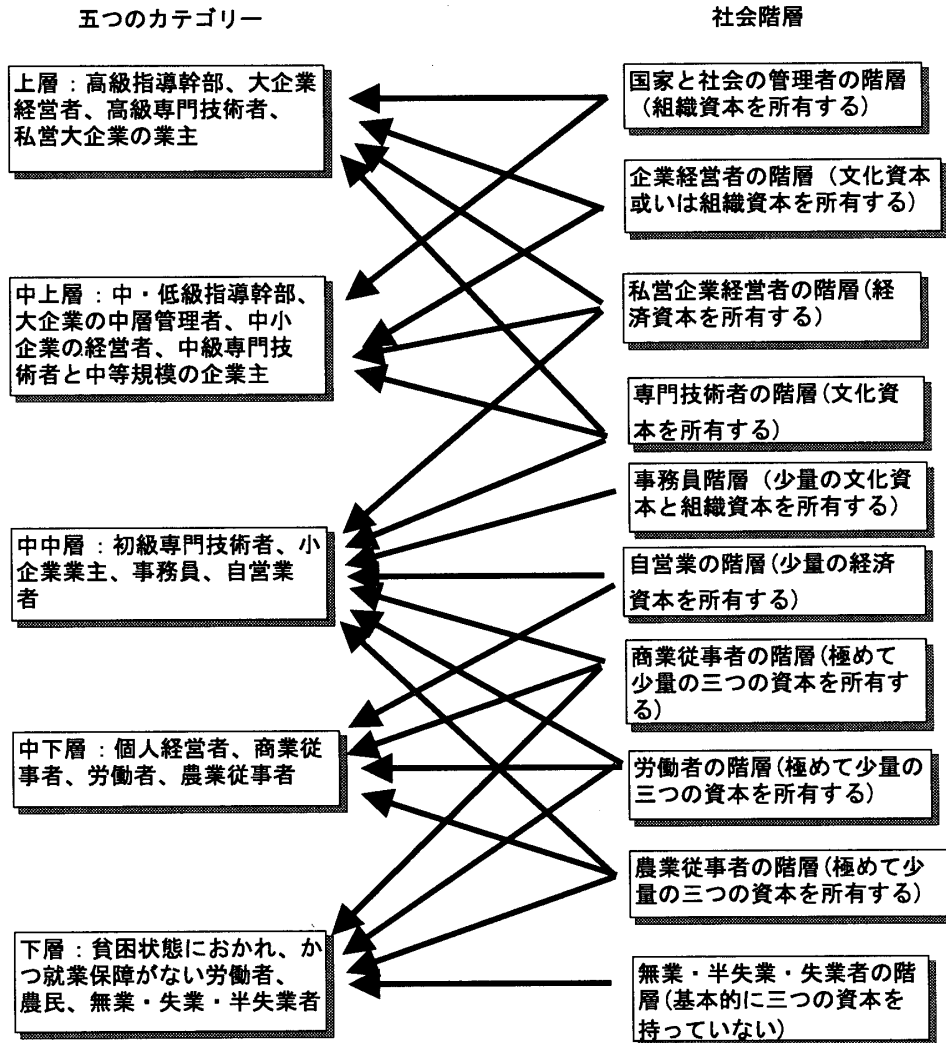 五つのカテゴリー
上層：高級指導幹部、大企業
経営者、高級専門技術者、
私営大企業の業主
中上層：中・低級指導幹部、
大企業の中層管理者、中小
企業の経営者、中級専門技
術者と中等規模の企業主
中中層：初級専門技術者、小
企業業主、事務員、自営業
者
中下層：個人経営者、商業従
事者、労働者、農業従事者
下層：貧困状態におかれ、か
つ就業保障がない労働者、
農民、無業・失業・半失業者
社会階層
国家と社会の管理者の階層
（組織資本を所有する）
企業経営者の階層（文化資本
或いは組織資本を所有する）
私営企業経営者の階層(経
済資本を所有する）
専門技術者の階層(文化資
本を所有する）
事務員階層（少量の文化資
本と組織資本を所有する）
自営業の階層(少量の経済
資本を所有する）
商業従事者の階層(極めて
少量の三つの資本を所有す
る）
労働者の階層(極めて少量の
三つの資本を所有する）
農業従事者の階層(極めて少
量の三つの資本を所有する）
無業・半失業・失業者の階
層(基本的に三つの資本を
持っていない）